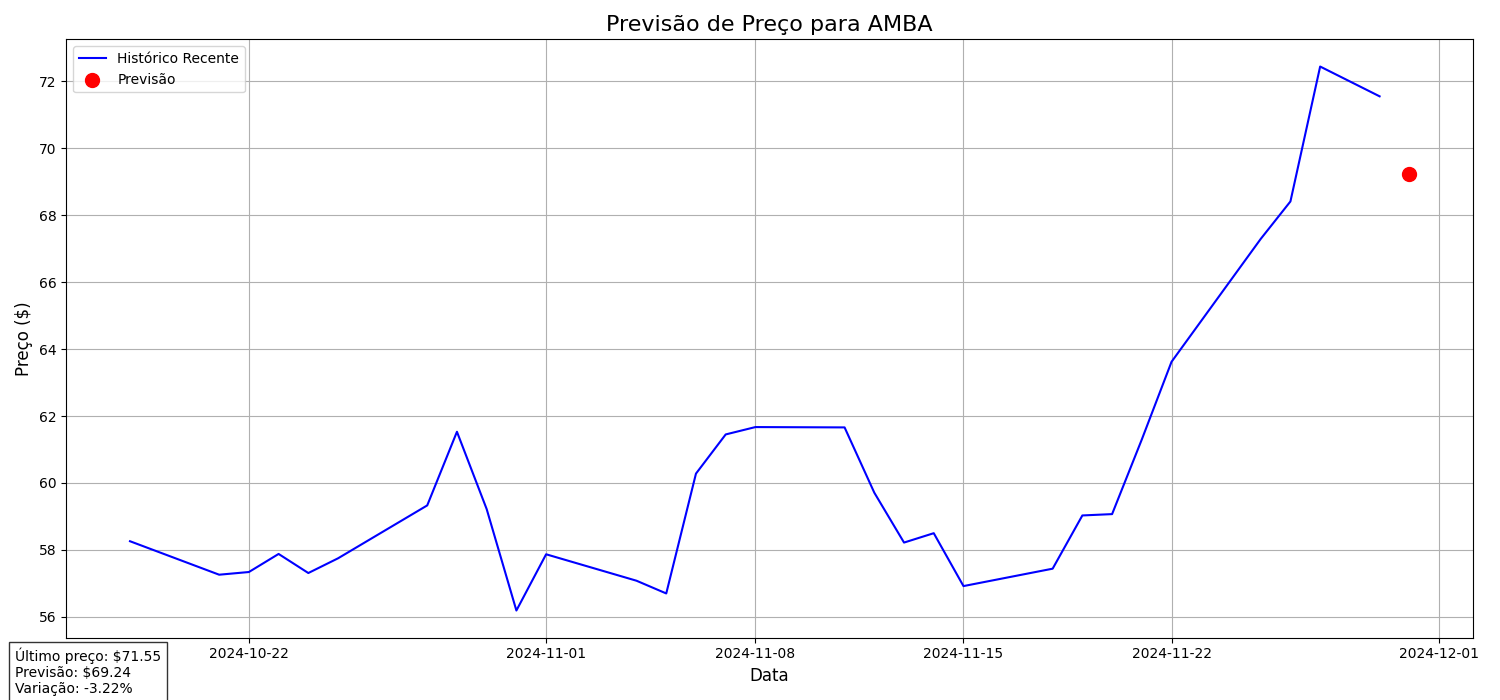 Previsão de Preço para AMBA
Histórico Recente
Previsão
72
70
68
66
64
62
60
58
56
Preço ($)
2024-10-22
2024-11-01
2024-11-08
2024-11-15
2024-11-22
2024-12-01
Data
Último preço: $71.55
Previsão: $69.24
Variação: -3.22%